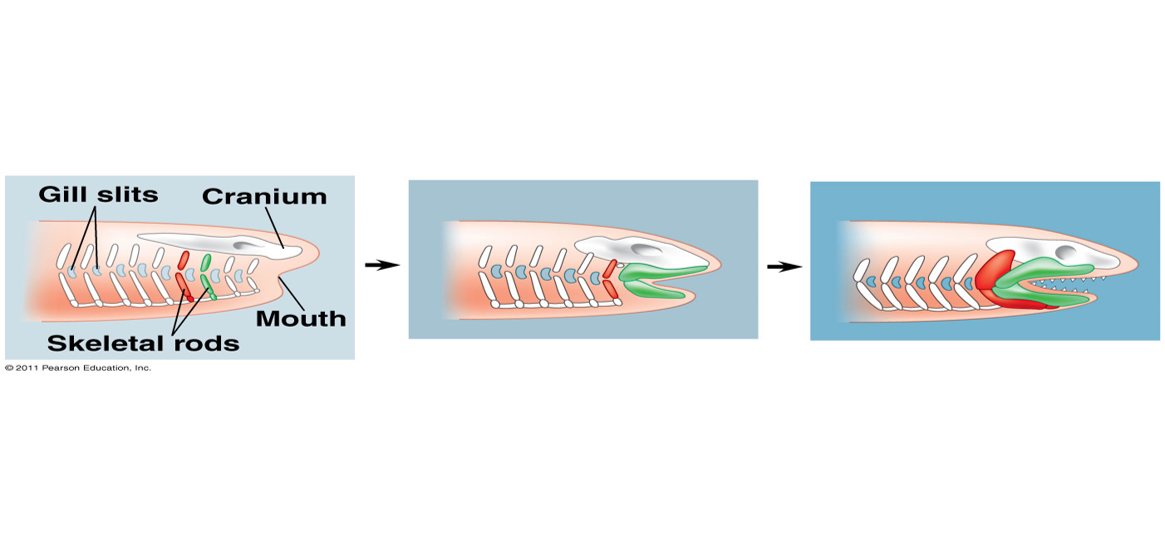 Gill slits
Cranium
Mouth
Skeletal rods
© 2011 Pearson Education, Inc.